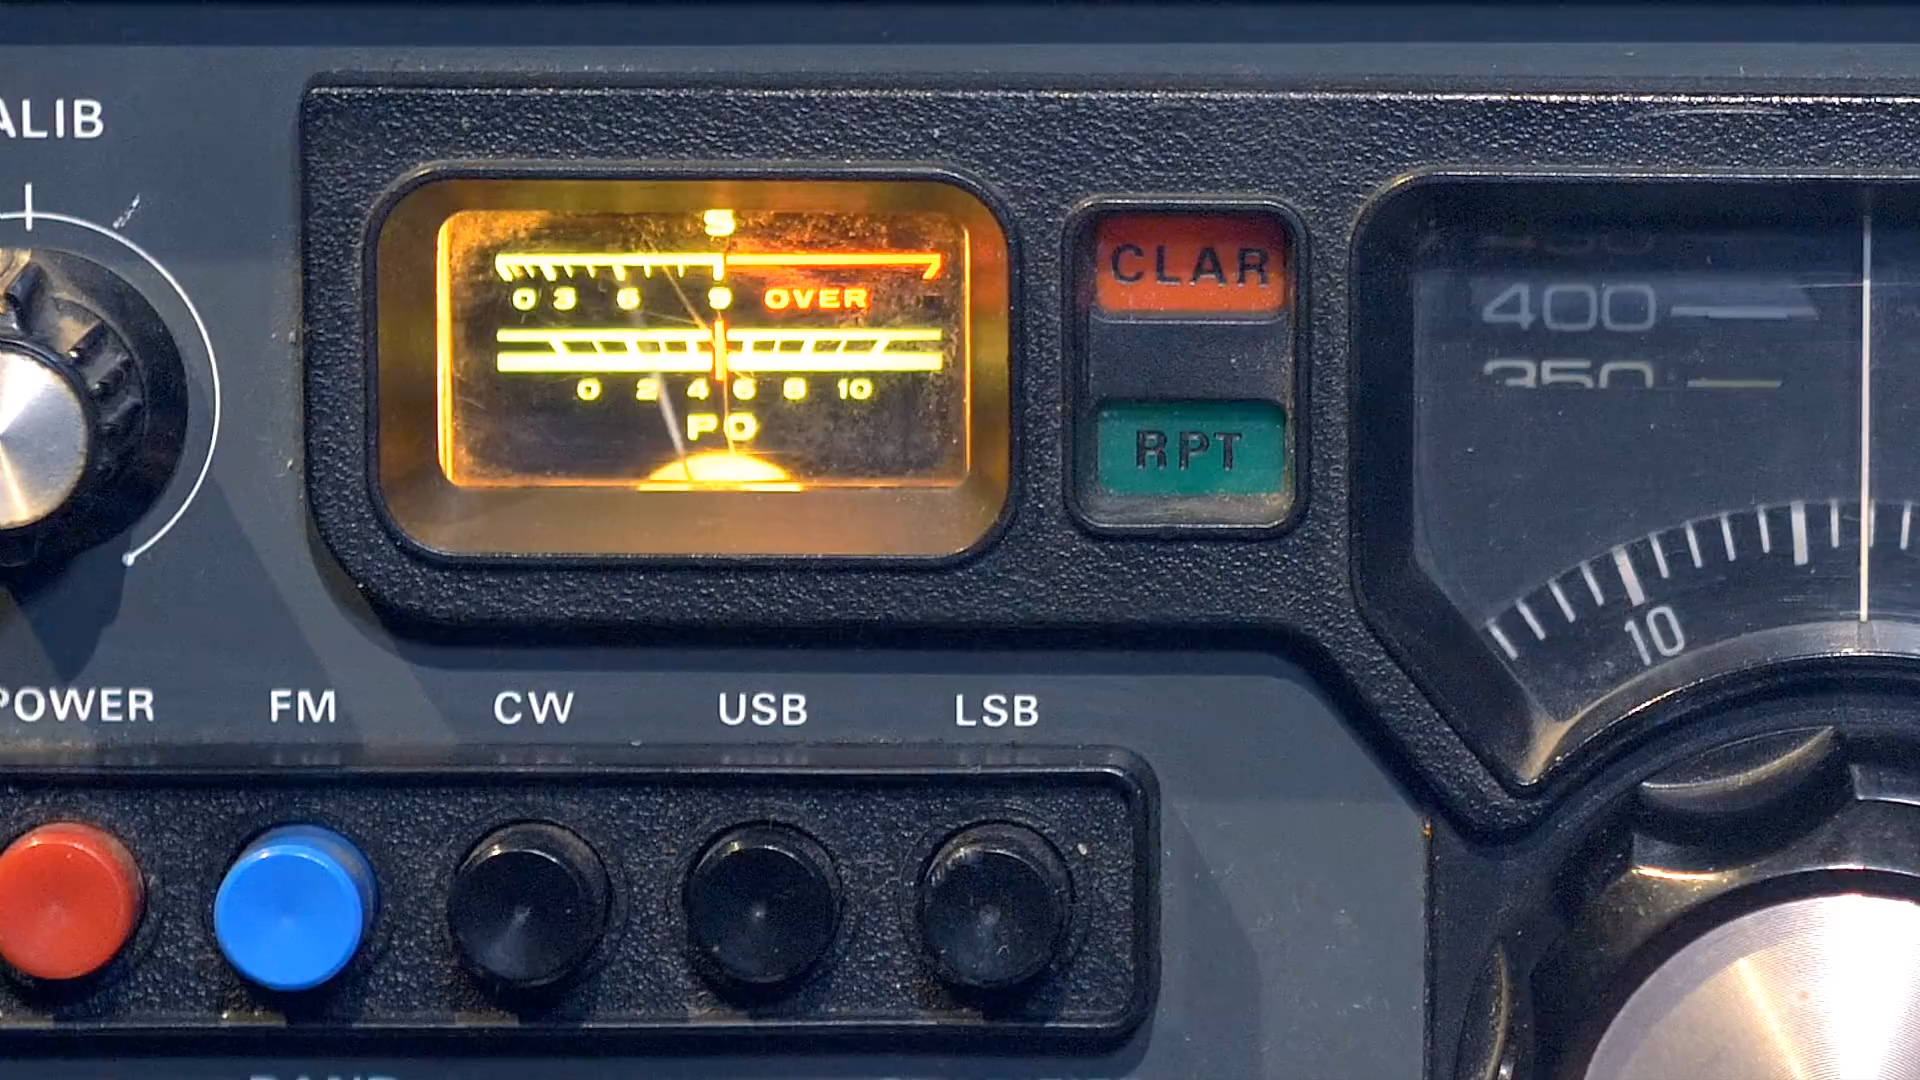 ALIB
S
0 3 6 9 OVER
0 2 4 6 8 10
PO
CLAR
RPT
400
350
10
POWER FM CW USB LSB